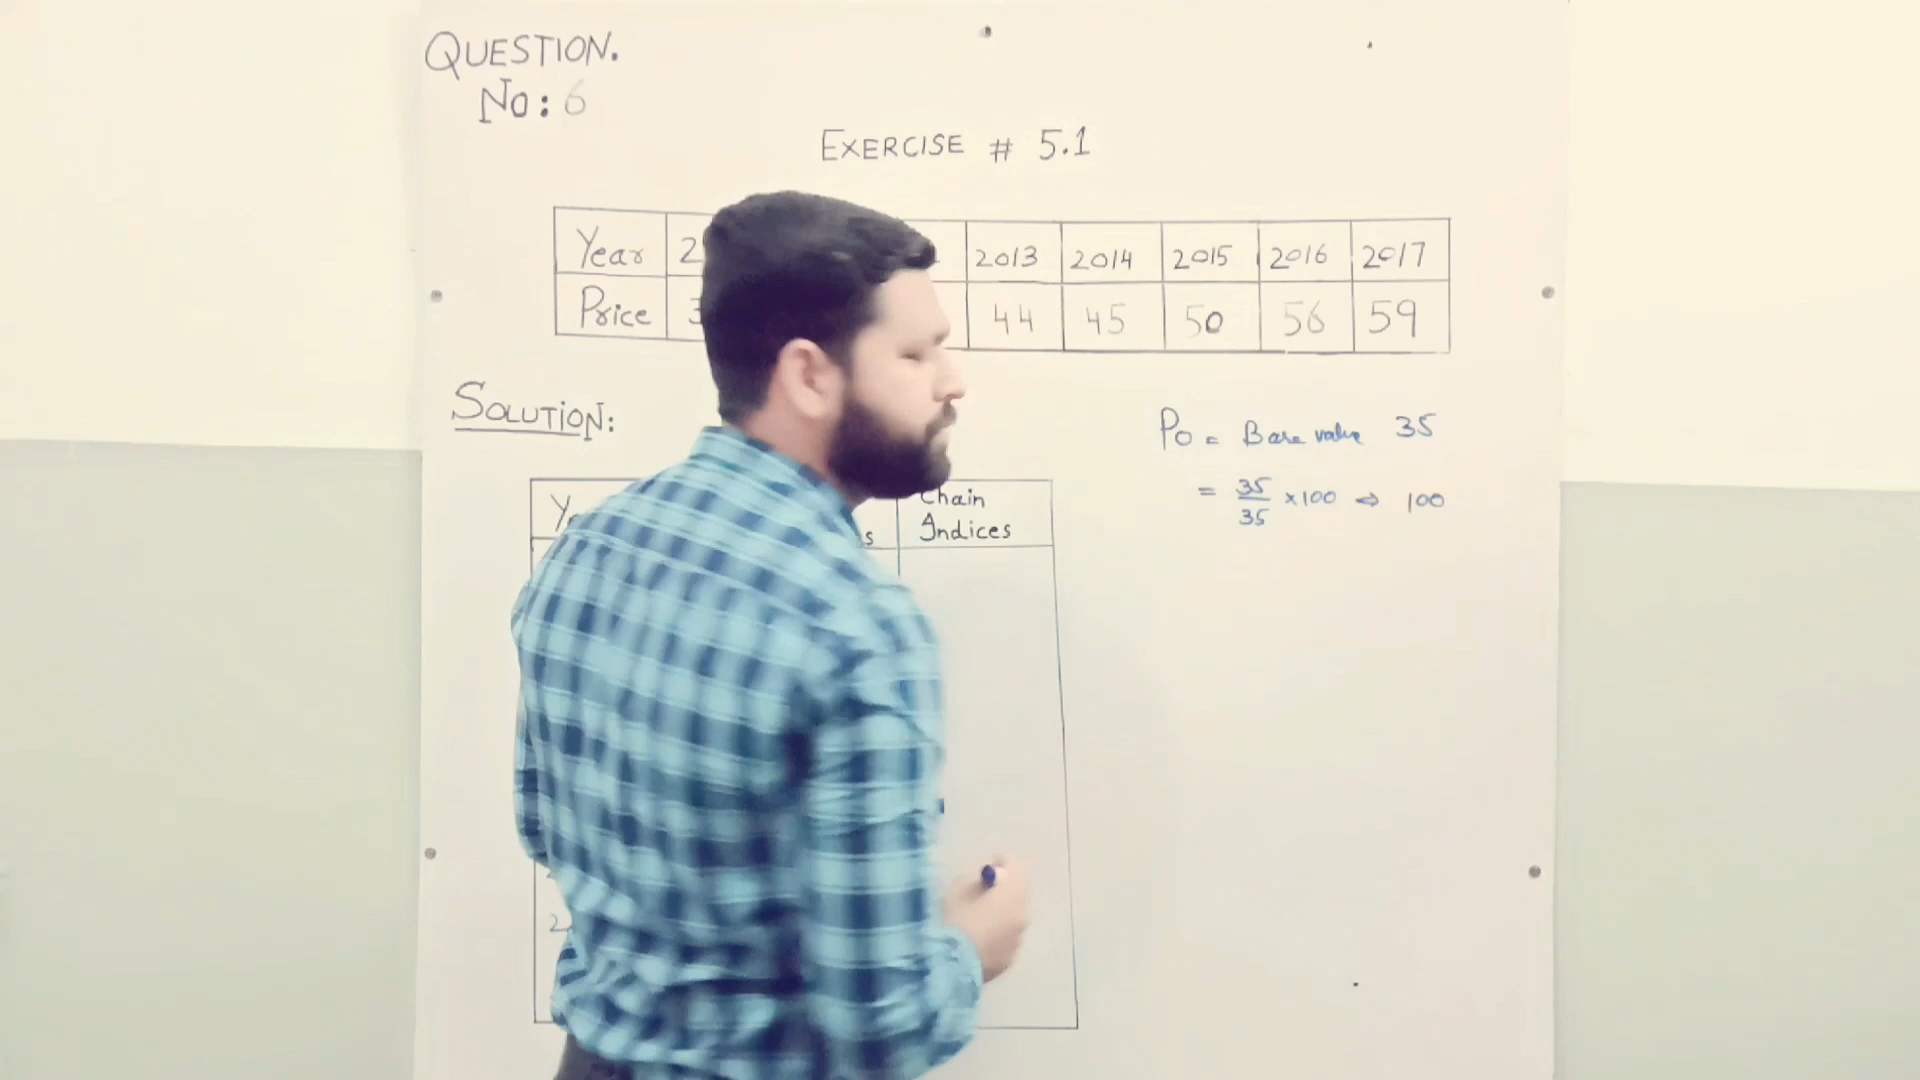 QUESTION.
No: 6
EXERCISE # 5.1
Year 2013 2014 2015 2016 2017
Price 44 45 50 56 59
SOLUTION:
Po = Base value 35
= 35/35 x100 ⇒ 100
Chain
Indices